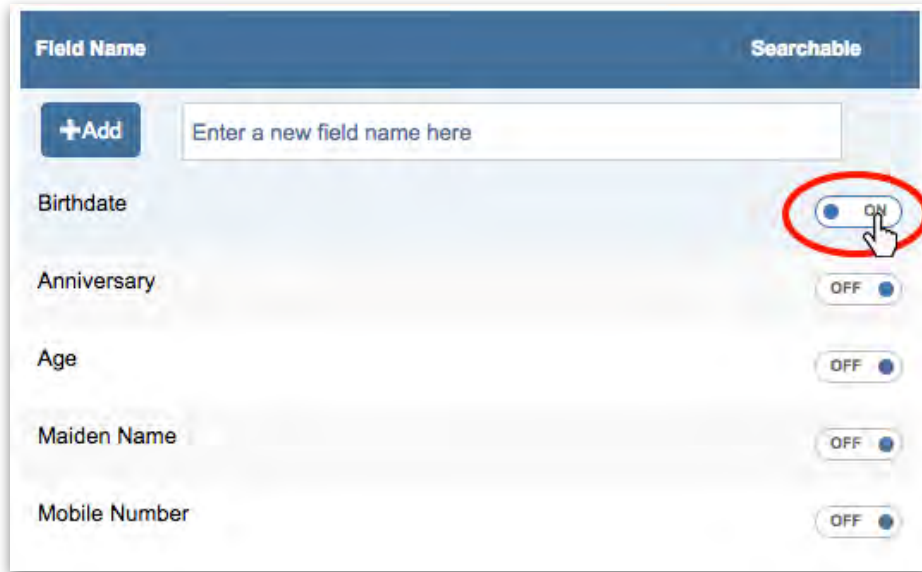 Field Name Searchable
+Add Enter a new field name here
Birthdate ON
Anniversary OFF
Age OFF
Maiden Name OFF
Mobile Number OFF